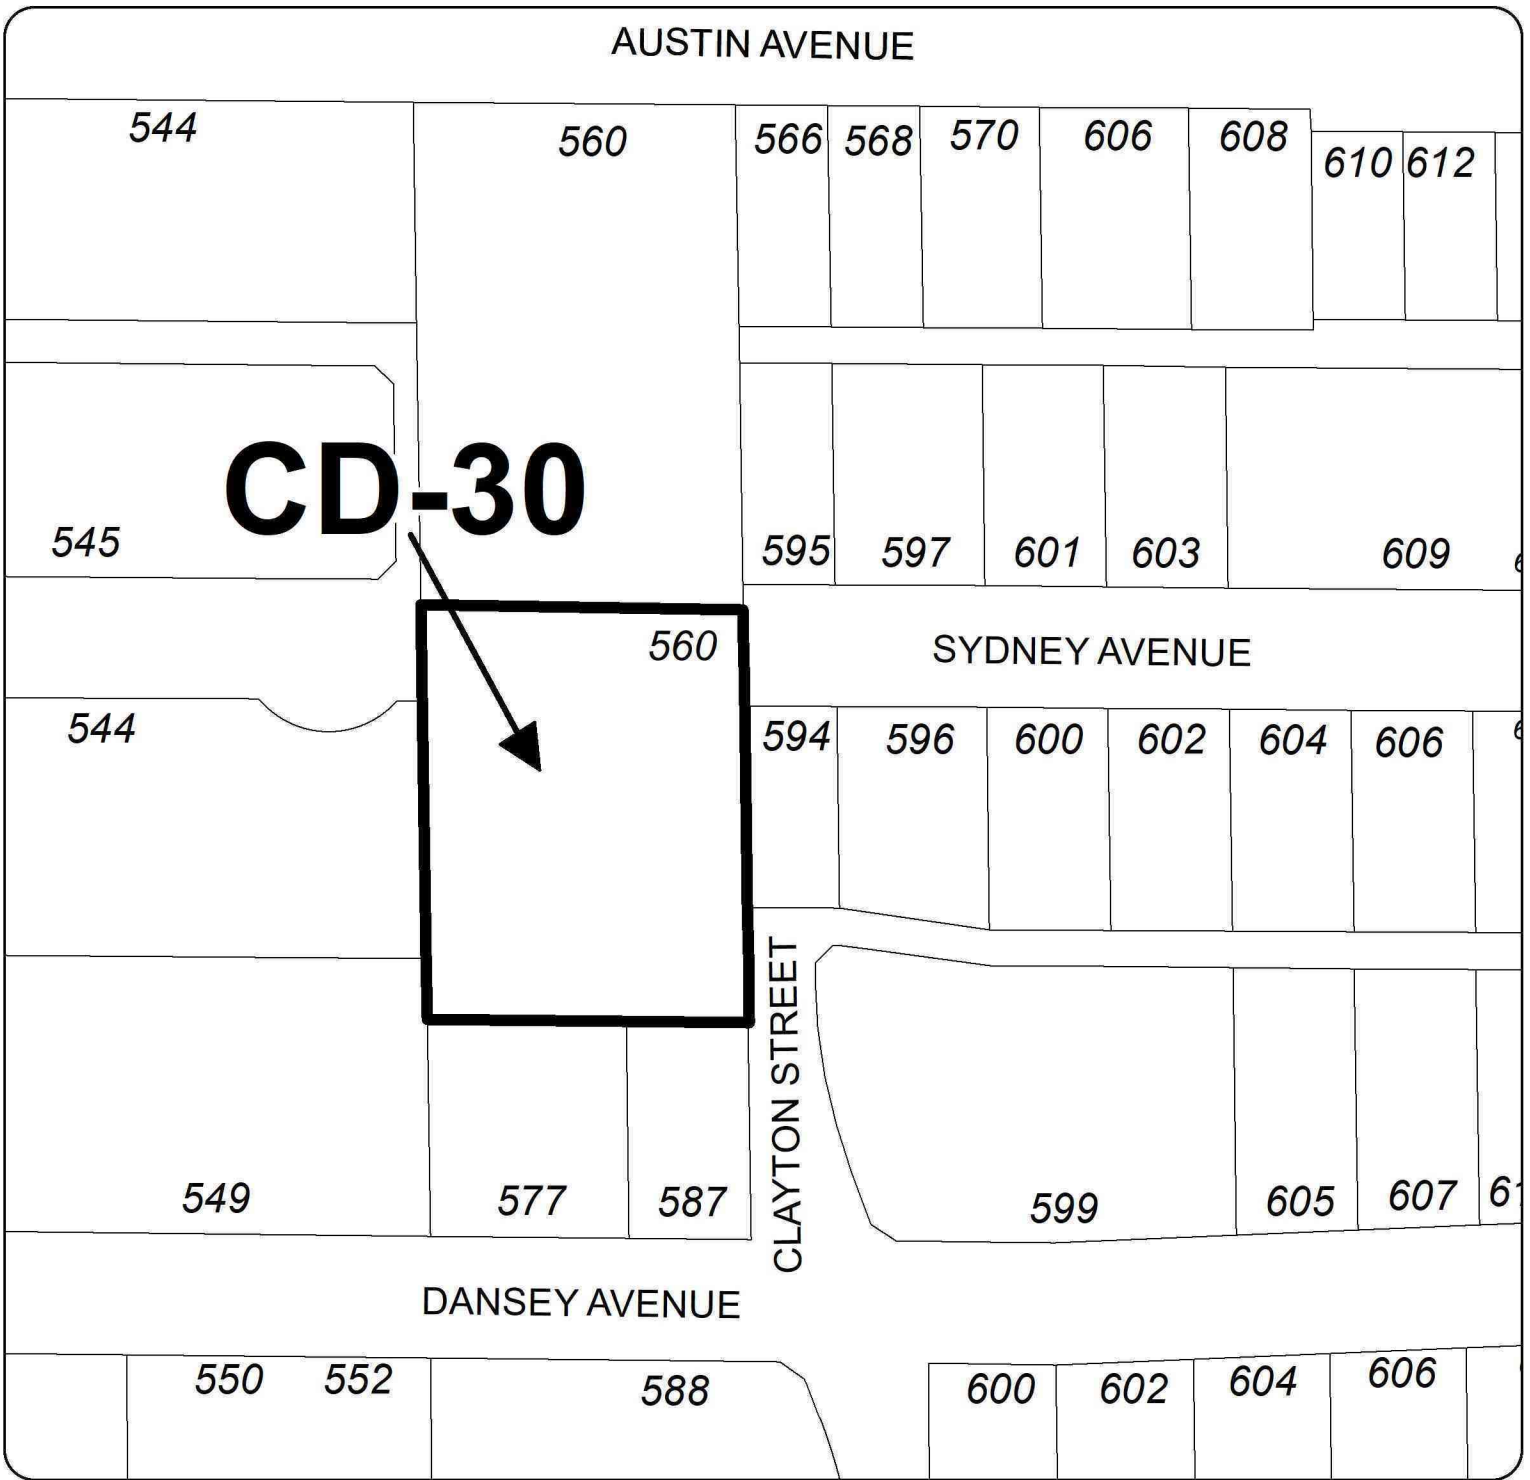 AUSTIN AVENUE
544 560 566 568 570 606 608 610 612
CD-30
545 595 597 601 603 609
560 SYDNEY AVENUE
544 594 596 600 602 604 606
CLAYTON STREET
549 577 587 599 605 607
DANSEY AVENUE
550 552 588 600 602 604 606